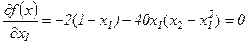 ∂f(x)/∂x₁ = -2(1 - x₁) - 40x₁(x₂ - x₁²) = 0